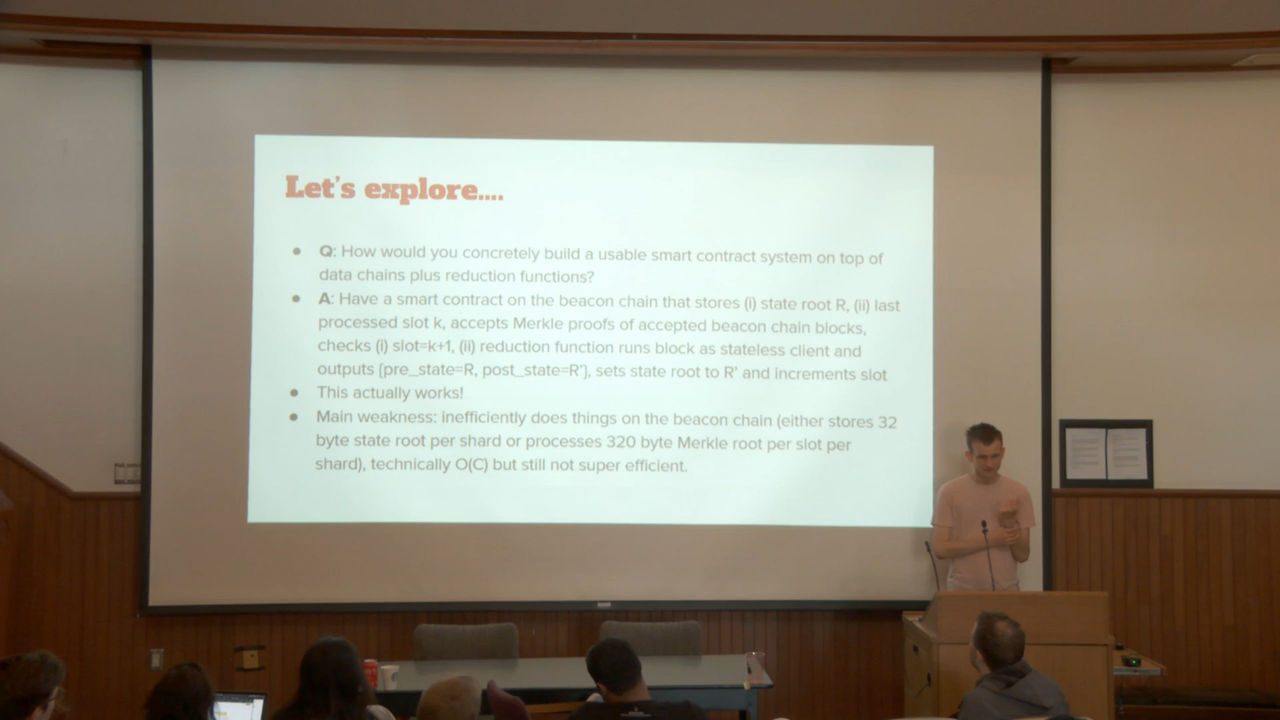 Let's explore....
● Q: How would you concretely build a usable smart contract system on top of
data chains plus reduction functions?
● A: Have a smart contract on the beacon chain that stores (i) state root R, (ii) last
processed slot k, accepts Merkle proofs of accepted beacon chain blocks,
checks (i) slot=k+1, (ii) reduction function runs block as stateless client and
outputs {pre_state=R, post_state=R'}, sets state root to R' and increments slot
● This actually works!
● Main weakness: inefficiently does things on the beacon chain (either stores 32
byte state root per shard or processes 320 byte Merkle root per slot per
shard), technically O(C) but still not super efficient.